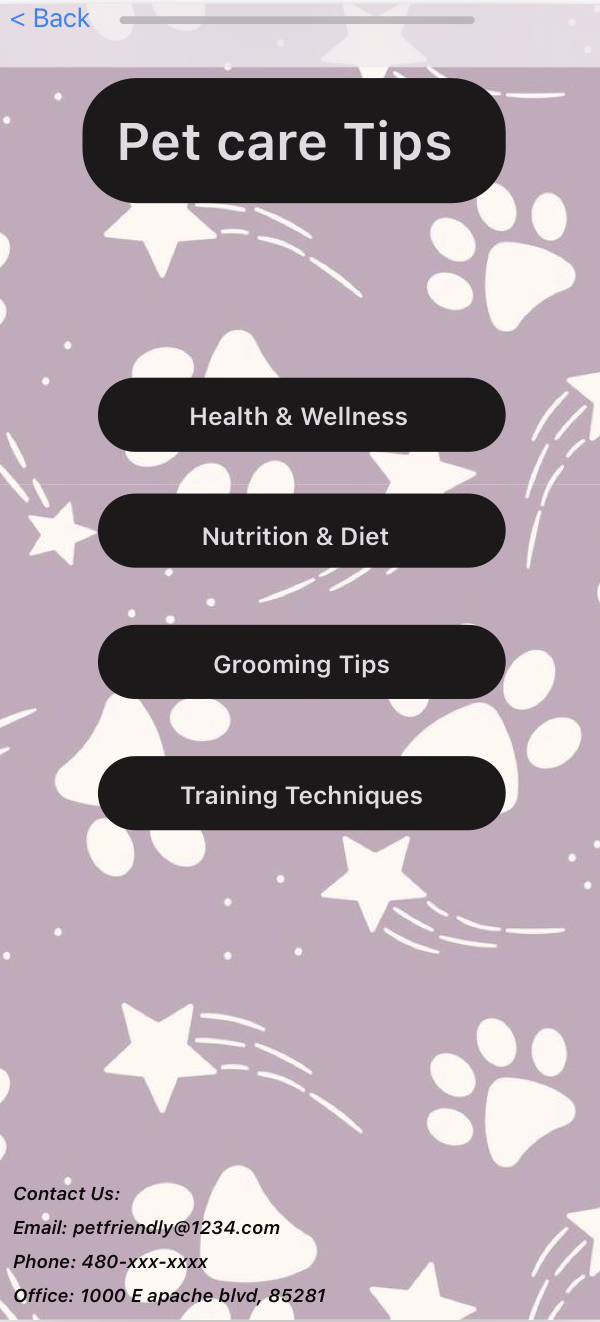 < Back
Pet care Tips
Health & Wellness
Nutrition & Diet
Grooming Tips
Training Techniques
Contact Us:
Email: petfriendly@1234.com
Phone: 480-xxx-xxxx
Office: 1000 E apache blvd, 85281